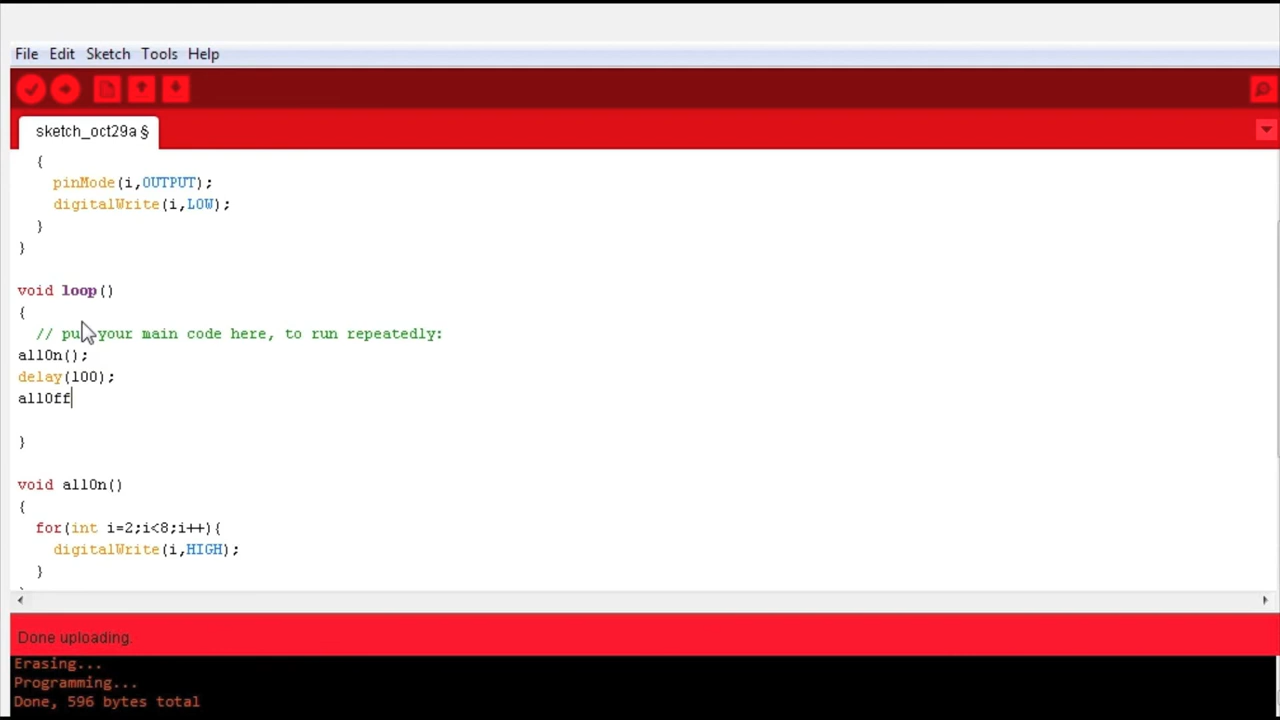 File Edit Sketch Tools Help
sketch_oct29a §
{
pinMode(i,OUTPUT);
digitalWrite(i,LOW);
}
}
void loop()
{
// pu your main code here, to run repeatedly:
allOn();
delay(100);
allOff
}
void allOn()
{
for(int i=2;i<8;i++){
digitalWrite(i,HIGH);
}
Done uploading.
Erasing...
Programming...
Done, 596 bytes total